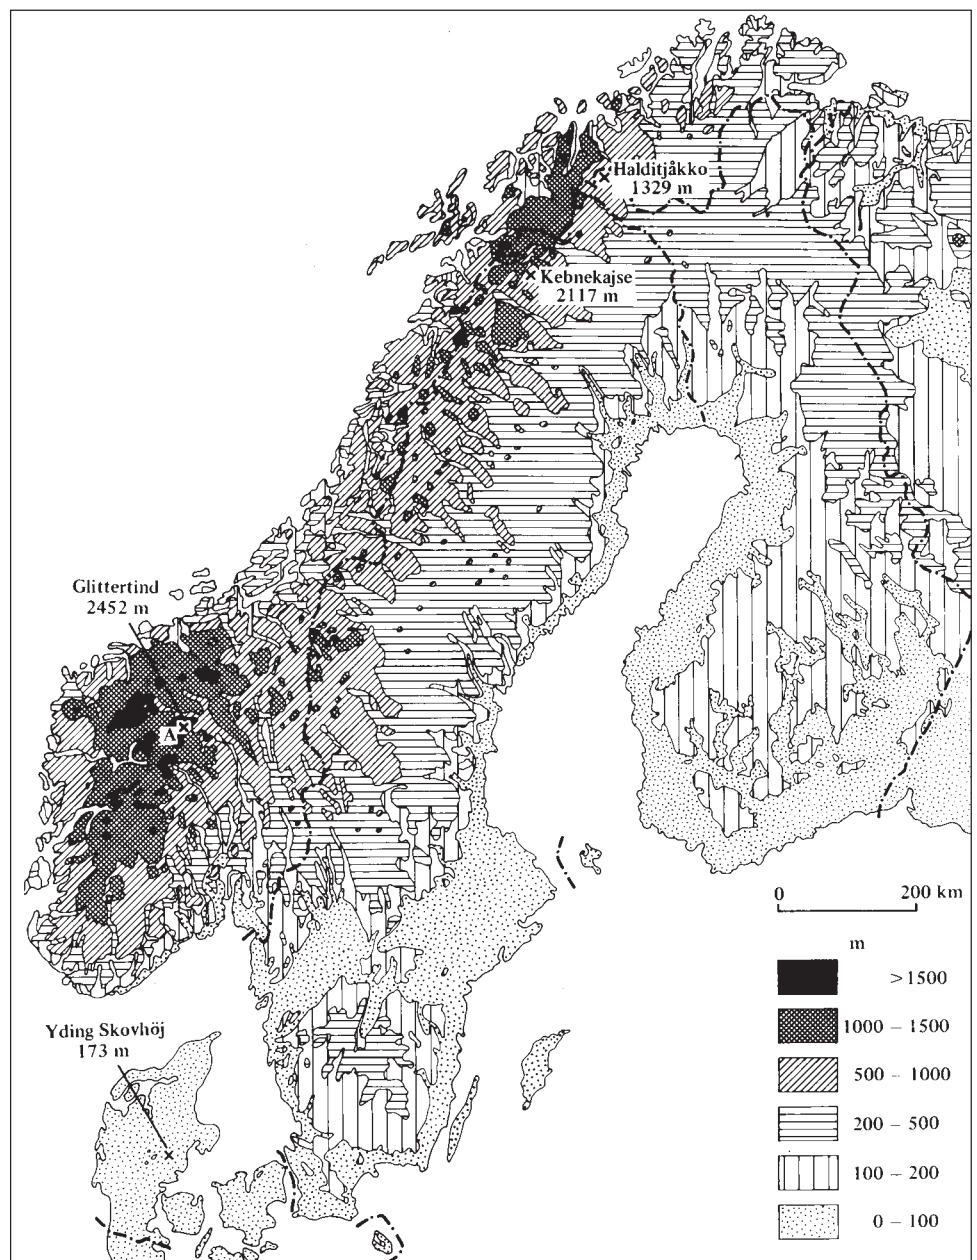 Halditjåkko
1329 m
Kebnekajse
2117 m
Glittertind
2452 m
A
0 200 km
m
>1500
1000 – 1500
500 – 1000
200 – 500
100 – 200
0 – 100
Yding Skovhöj
173 m